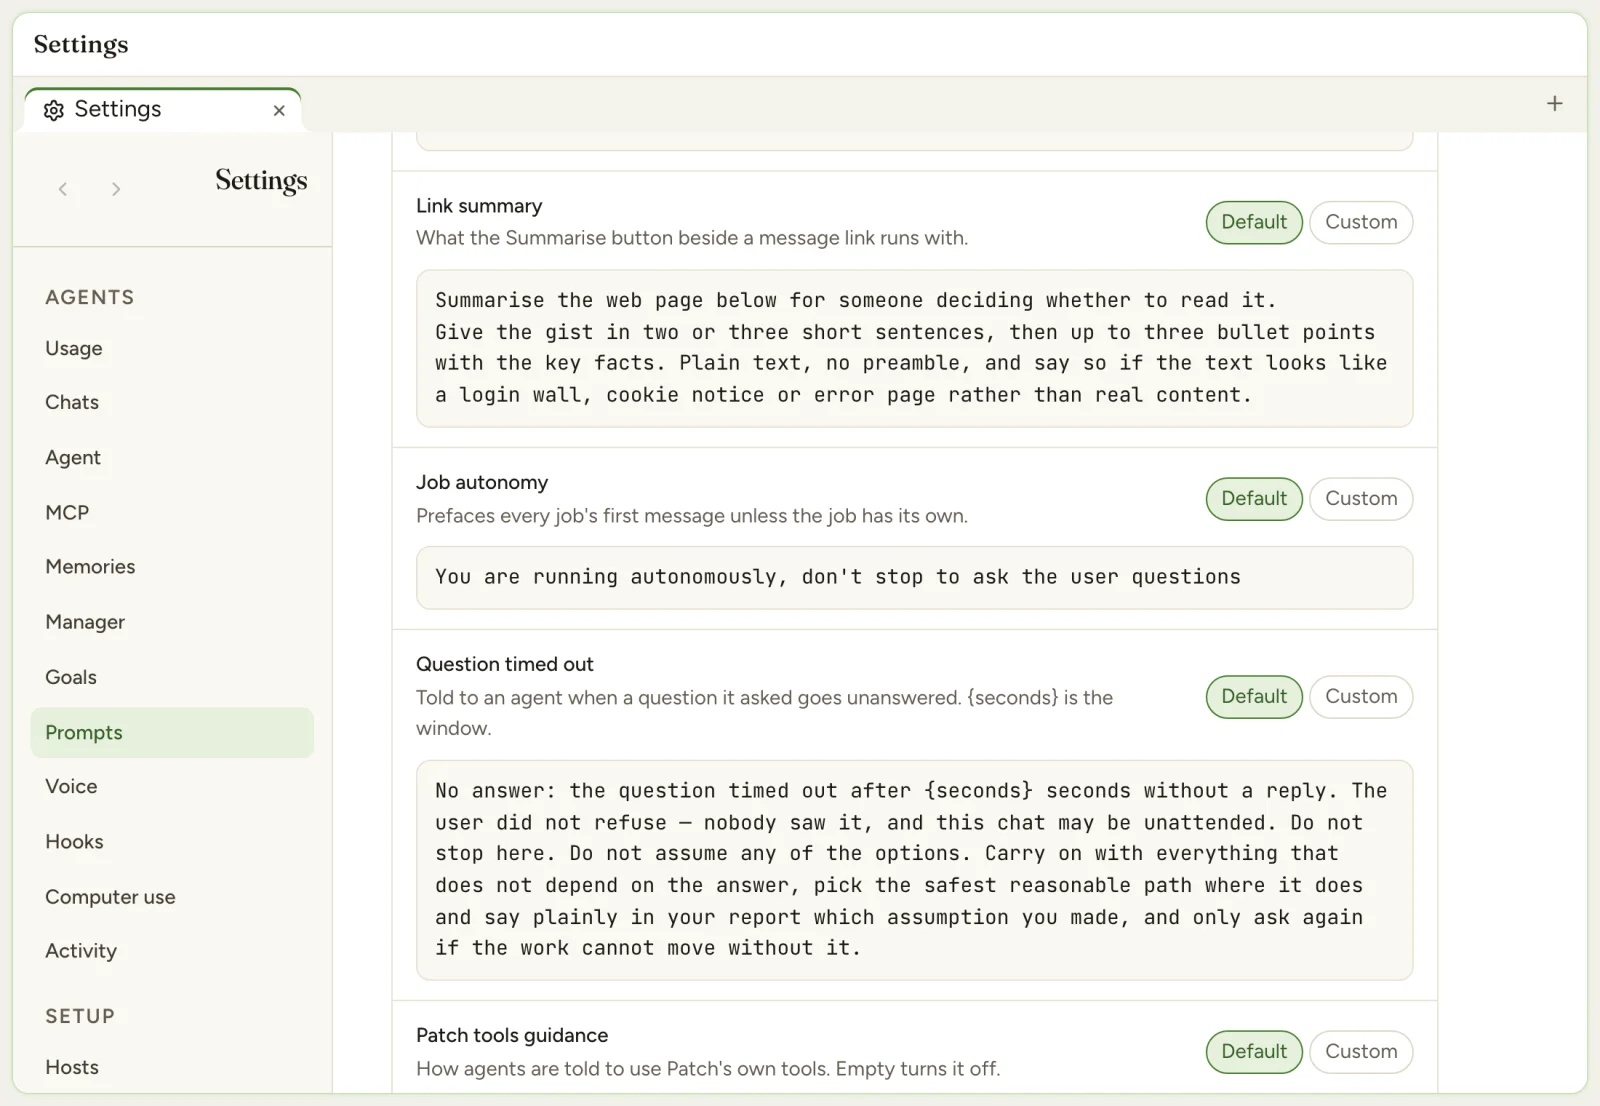 Settings
Settings
Settings
AGENTS
Usage
Chats
Agent
MCP
Memories
Manager
Goals
Prompts
Voice
Hooks
Computer use
Activity
SETUP
Hosts
Link summary
What the Summarise button beside a message link runs with.
Default
Custom
Summarise the web page below for someone deciding whether to read it.
Give the gist in two or three short sentences, then up to three bullet points
with the key facts. Plain text, no preamble, and say so if the text looks like
a login wall, cookie notice or error page rather than real content.
Job autonomy
Prefaces every job's first message unless the job has its own.
Default
Custom
You are running autonomously, don't stop to ask the user questions
Question timed out
Told to an agent when a question it asked goes unanswered. {seconds} is the
window.
Default
Custom
No answer: the question timed out after {seconds} seconds without a reply. The
user did not refuse — nobody saw it, and this chat may be unattended. Do not
stop here. Do not assume any of the options. Carry on with everything that
does not depend on the answer, pick the safest reasonable path where it does
and say plainly in your report which assumption you made, and only ask again
if the work cannot move without it.
Patch tools guidance
How agents are told to use Patch's own tools. Empty turns it off.
Default
Custom